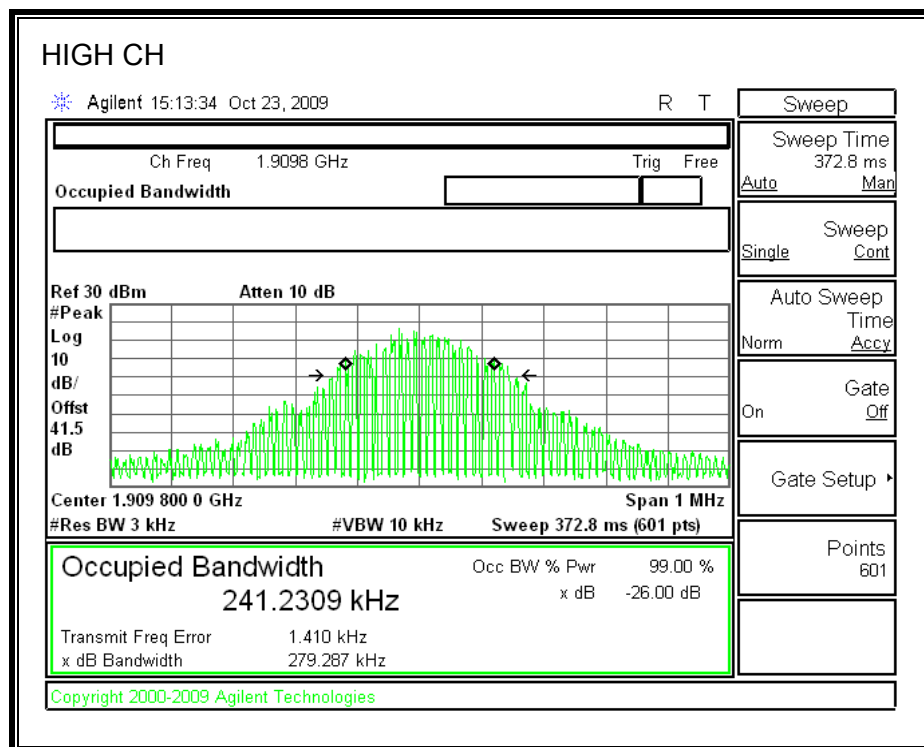 HIGH CH
Agilent 15:13:34 Oct 23, 2009 R T
Ch Freq 1.9098 GHz Trig Free
Occupied Bandwidth
Ref 30 dBm Atten 10 dB
#Peak
Log
10
dB/
Offst
41.5
dB
Center 1.909 800 0 GHz Span 1 MHz
#Res BW 3 kHz #VBW 10 kHz Sweep 372.8 ms (601 pts)
Occupied Bandwidth
241.2309 kHz
Occ BW % Pwr 99.00 %
x dB -26.00 dB
Transmit Freq Error 1.410 kHz
x dB Bandwidth 279.287 kHz
Copyright 2000-2009 Agilent Technologies
Sweep
Sweep Time
372.8 ms
Auto Man
Sweep
Single Cont
Auto Sweep
Time
Norm Accy
Gate
On Off
Gate Setup
Points
601